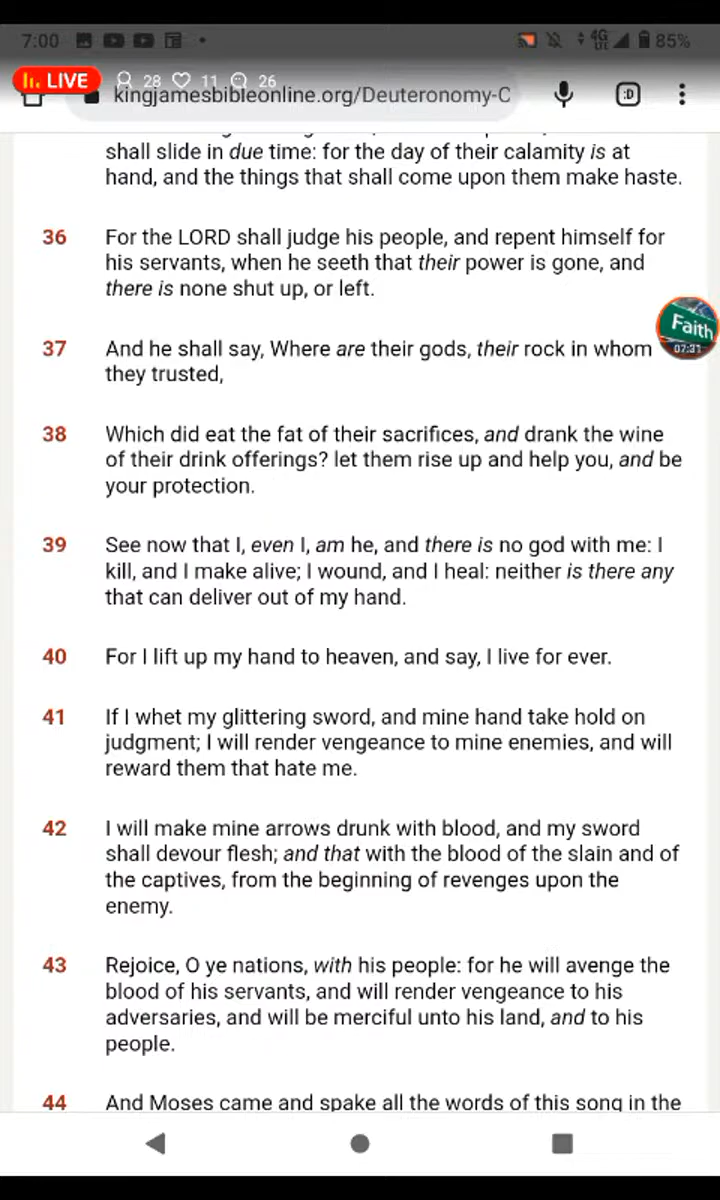 7:00
4G
LTE
85%
LIVE
28
11
26
kingjamesbibleonline.org/Deuteronomy-C
:D
shall slide in due time: for the day of their calamity is at
hand, and the things that shall come upon them make haste.
36 For the LORD shall judge his people, and repent himself for
his servants, when he seeth that their power is gone, and
there is none shut up, or left.
Faith
07:31
37 And he shall say, Where are their gods, their rock in whom
they trusted,
38 Which did eat the fat of their sacrifices, and drank the wine
of their drink offerings? let them rise up and help you, and be
your protection.
39 See now that I, even I, am he, and there is no god with me: I
kill, and I make alive; I wound, and I heal: neither is there any
that can deliver out of my hand.
40 For I lift up my hand to heaven, and say, I live for ever.
41 If I whet my glittering sword, and mine hand take hold on
judgment; I will render vengeance to mine enemies, and will
reward them that hate me.
42 I will make mine arrows drunk with blood, and my sword
shall devour flesh; and that with the blood of the slain and of
the captives, from the beginning of revenges upon the
enemy.
43 Rejoice, O ye nations, with his people: for he will avenge the
blood of his servants, and will render vengeance to his
adversaries, and will be merciful unto his land, and to his
people.
44 And Moses came and spake all the words of this song in the